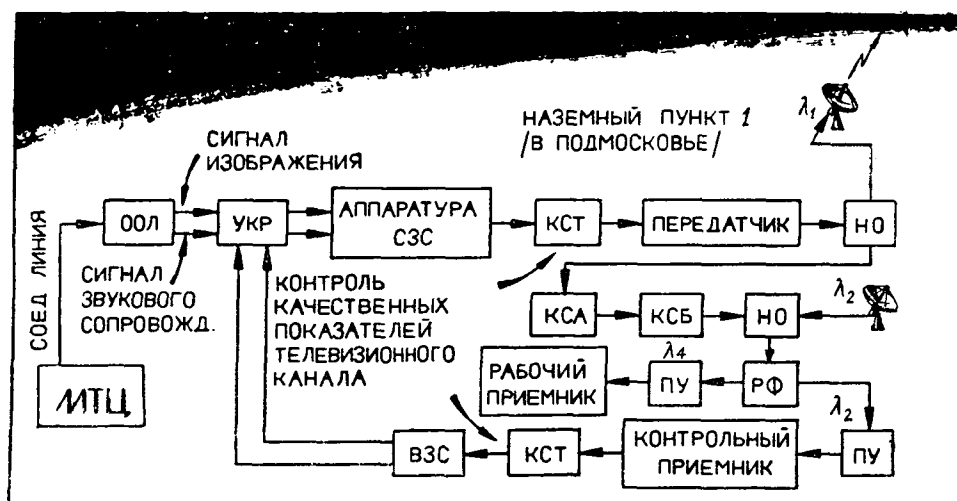 НАЗЕМНЫЙ ПУНКТ 1
/В ПОДМОСКОВЬЕ/
λ1
СИГНАЛ
ИЗОБРАЖЕНИЯ
СОЕД ЛИНИЯ
ООЛ
УКР
АППАРАТУРА
СЗС
КСТ
ПЕРЕДАТЧИК
НО
СИГНАЛ
ЗВУКОВОГО
СОПРОВОЖД.
КОНТРОЛЬ
КАЧЕСТВЕННЫХ
ПОКАЗАТЕЛЕЙ
ТЕЛЕВИЗИОННОГО
КАНАЛА
КСА
КСБ
НО
λ2
МТЦ
РАБОЧИЙ
ПРИЕМНИК
λ4
ПУ
РФ
λ2
ВЗС
КСТ
КОНТРОЛЬНЫЙ
ПРИЕМНИК
ПУ